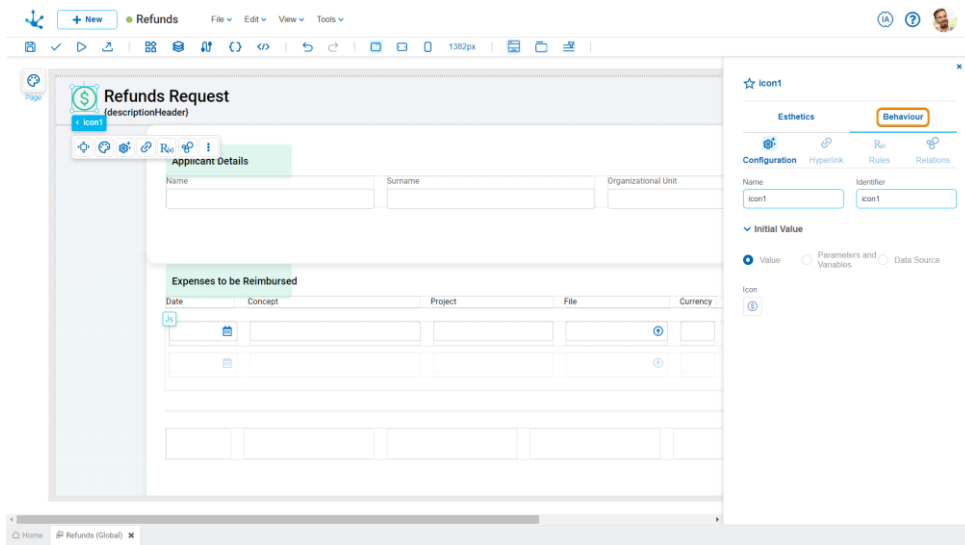 + New
Refunds
File
Edit
View
Tools
IA
?
1382px
Page
Refunds Request
{descriptionHeader}
icon1
Applicant Details
Name
Surname
Organizational Unit
Expenses to be Reimbursed
Date
Concept
Project
File
Currency
Js
icon1
Esthetics
Behaviour
Configuration
Hyperlink
Rules
Relations
Name
Identifier
icon1
icon1
Initial Value
Value
Parameters and
Variables
Data Source
Icon
Home
Refunds (Global)